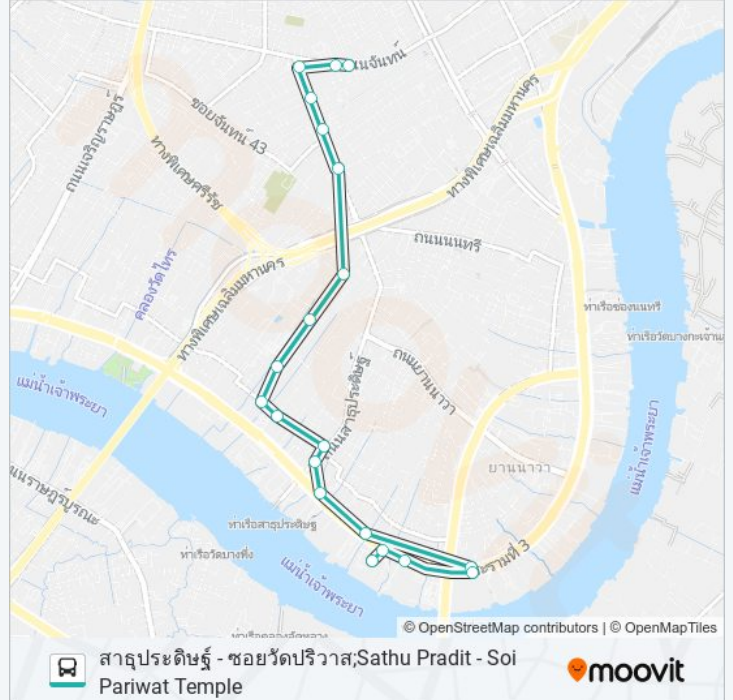 นจันทน์
ซอยจันทน์ 43
ถนนเจริญราษฎร์
ทางพิเศษศรีรัช
ทางพิเศษเฉลิมมหานคร
ถนนนนทรี
คลองวัดไทร
ทางพิเศษเฉลิมมหานคร
ท่าเรือช่องนนทรี
ท่าเรือวัดบางกะเจ้าน
แม่น้ำเจ้าพระยา
ถนนสาธุประดิษฐ์
ถนนยานนาวา
แม่น้ำเจ้าพระยา
ยานนาวา
นนราษฎร์บูรณะ
ท่าเรือสาธุประดิษฐ
ท่าเรือวัดบางพึ่ง
ะรามที่ 3
แม่น้ำเจ้าพระยา
© OpenStreetMap contributors | © OpenMapTiles
สาธุประดิษฐ์ - ซอยวัดปริวาส;Sathu Pradit - Soi
Pariwat Temple
moovit